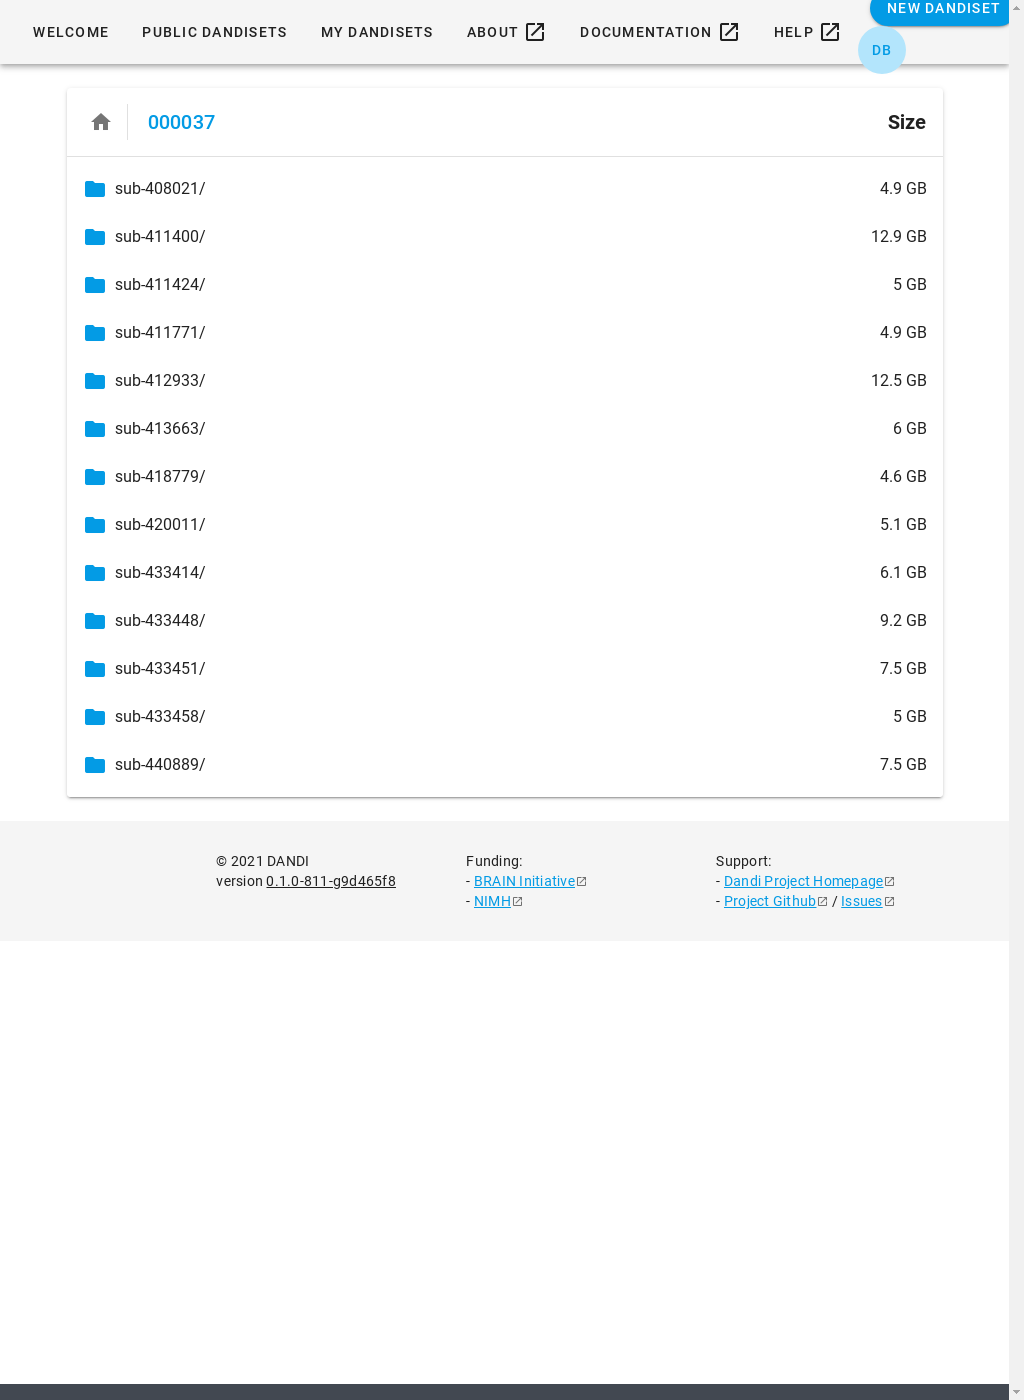 WELCOME PUBLIC DANDISETS MY DANDISETS ABOUT DOCUMENTATION HELP NEW DANDISET
DB
000037 Size
sub-408021/ 4.9 GB
sub-411400/ 12.9 GB
sub-411424/ 5 GB
sub-411771/ 4.9 GB
sub-412933/ 12.5 GB
sub-413663/ 6 GB
sub-418779/ 4.6 GB
sub-420011/ 5.1 GB
sub-433414/ 6.1 GB
sub-433448/ 9.2 GB
sub-433451/ 7.5 GB
sub-433458/ 5 GB
sub-440889/ 7.5 GB
© 2021 DANDI Funding: Support:
version 0.1.0-811-g9d465f8 - BRAIN Initiative - Dandi Project Homepage
- NIMH - Project Github / Issues